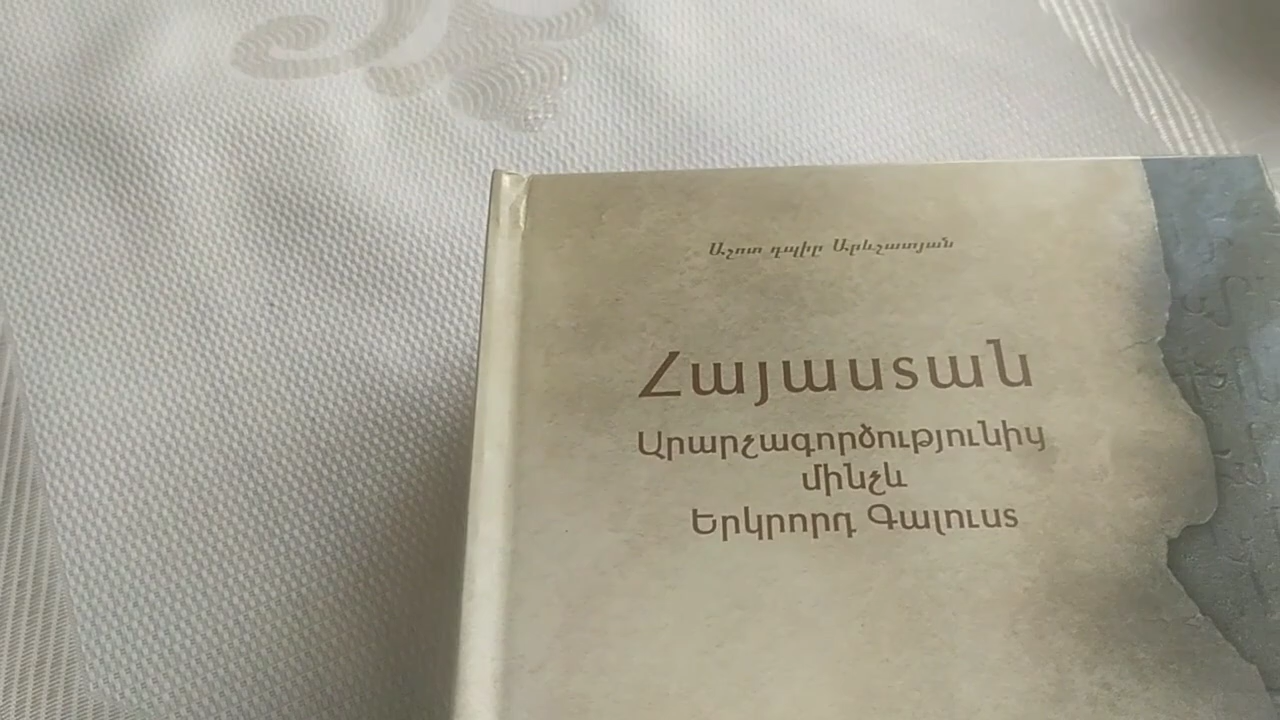 Աշոտ դպիր Արևշատյան
Հայաստան
Արարչագործությունից
մինչև
Երկրորդ Գալուստ